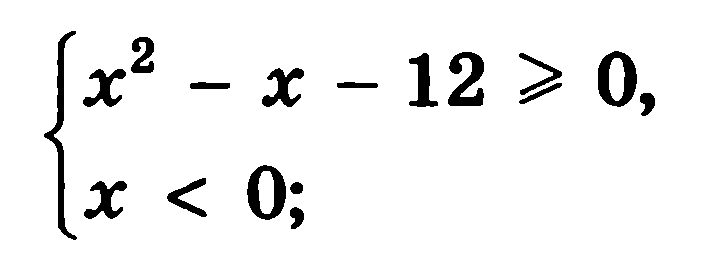 x² − x − 12 ⩾ 0,
x < 0;